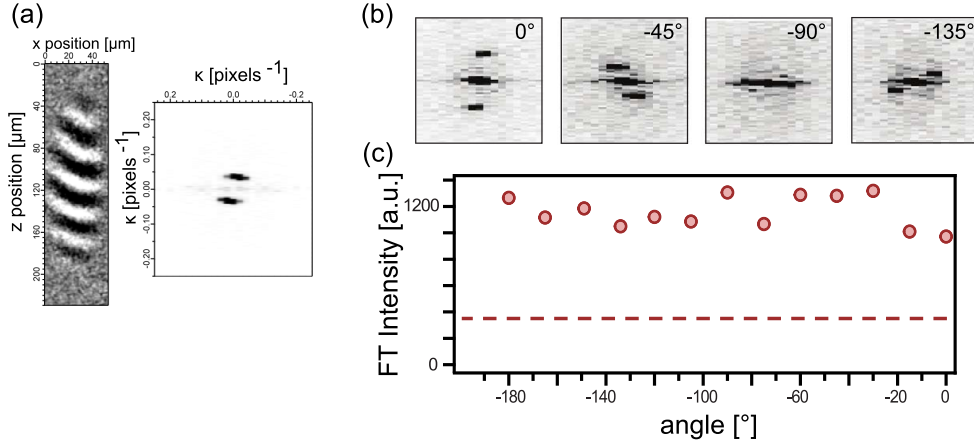 (a)
x position [µm]
0 20 40
z position [µm]
0
40
80
120
160
200
κ [pixels -1]
0.2 0.0 -0.2
κ [pixels -1]
0.20
0.10
0.00
-0.10
-0.20
(b)
0°
-45°
-90°
-135°
(c)
FT Intensity [a.u.]
1200
0
-180 -140 -100 -60 -20 0
angle [°]